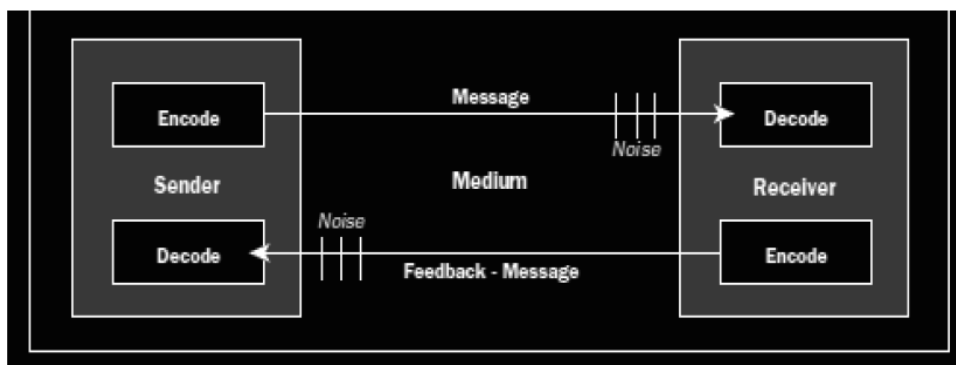 Message
Encode
Decode
Noise
Sender
Medium
Receiver
Noise
Decode
Encode
Feedback - Message